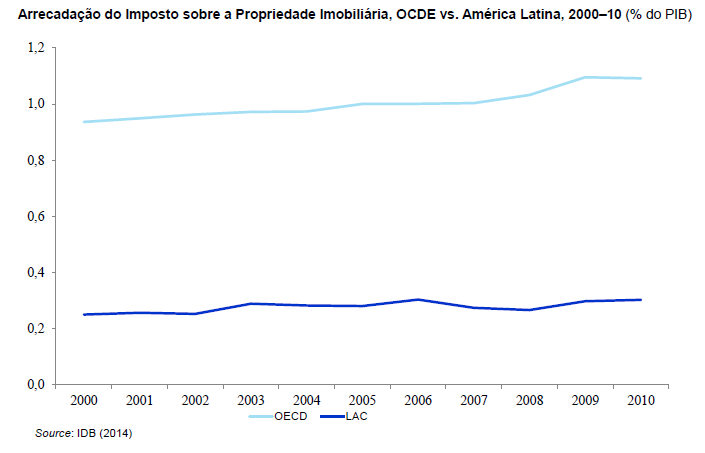 Arrecadação do Imposto sobre a Propriedade Imobiliária, OCDE vs. América Latina, 2000–10 (% do PIB)
1,2
1,0
0,8
0,6
0,4
0,2
0,0
2000 2001 2002 2003 2004 2005 2006 2007 2008 2009 2010
OECD LAC
Source: IDB (2014)